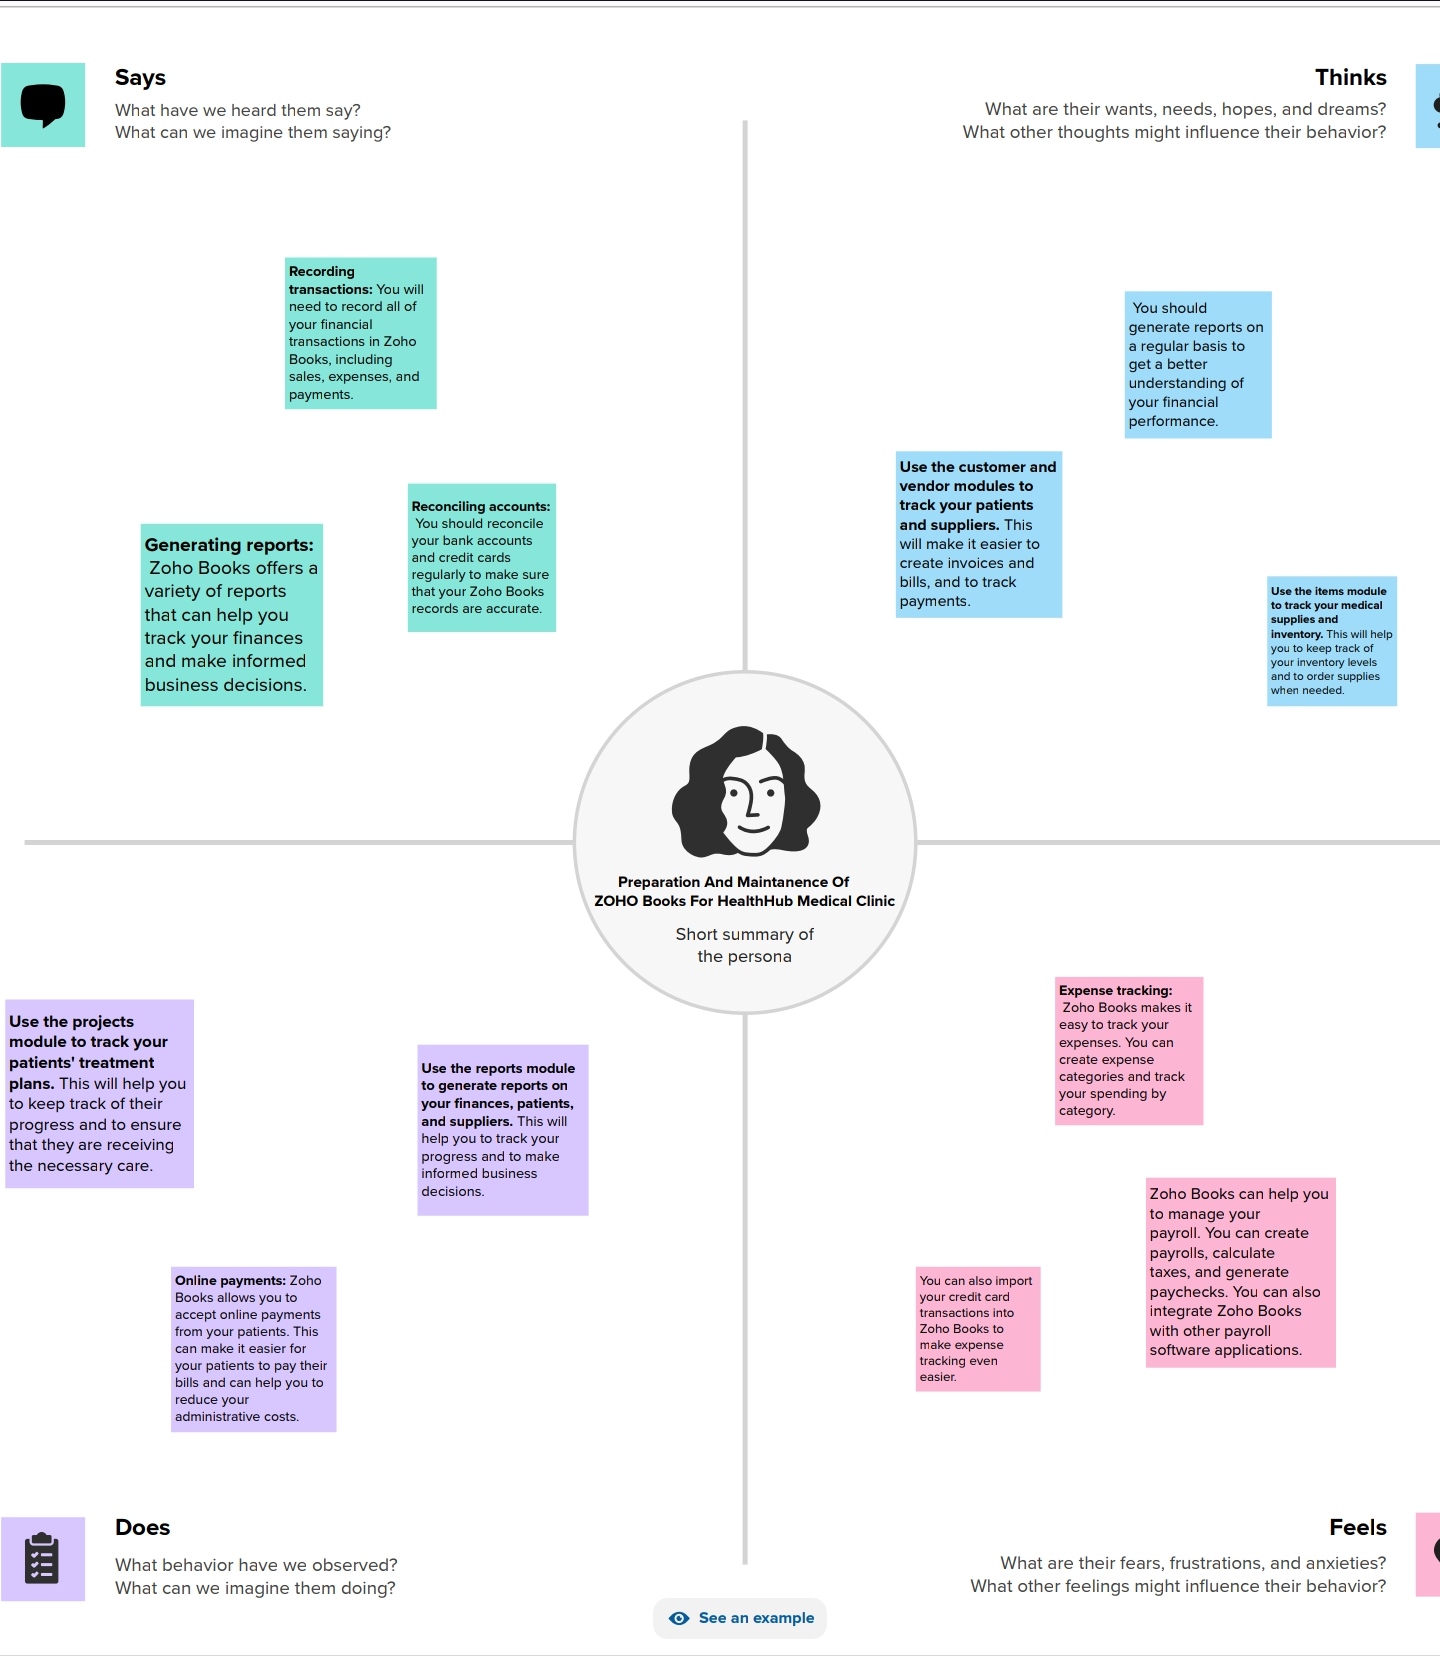 Says
What have we heard them say?
What can we imagine them saying?
Thinks
What are their wants, needs, hopes, and dreams?
What other thoughts might influence their behavior?
Recording
transactions: You will
need to record all of
your financial
transactions in Zoho
Books, including
sales, expenses, and
payments.
Reconciling accounts:
You should reconcile
your bank accounts
and credit cards
regularly to make sure
that your Zoho Books
records are accurate.
Generating reports:
Zoho Books offers a
variety of reports
that can help you
track your finances
and make informed
business decisions.
You should
generate reports on
a regular basis to
get a better
understanding of
your financial
performance.
Use the customer and
vendor modules to
track your patients
and suppliers. This
will make it easier to
create invoices and
bills, and to track
payments.
Use the items module
to track your medical
supplies and
inventory. This will help
you to keep track of
your inventory levels
and to order supplies
when needed.
Preparation And Maintanence Of
ZOHO Books For HealthHub Medical Clinic
Short summary of
the persona
Use the projects
module to track your
patients' treatment
plans. This will help you
to keep track of their
progress and to ensure
that they are receiving
the necessary care.
Use the reports module
to generate reports on
your finances, patients,
and suppliers. This will
help you to track your
progress and to make
informed business
decisions.
Online payments: Zoho
Books allows you to
accept online payments
from your patients. This
can make it easier for
your patients to pay their
bills and can help you to
reduce your
administrative costs.
Expense tracking:
Zoho Books makes it
easy to track your
expenses. You can
create expense
categories and track
your spending by
category.
Zoho Books can help you
to manage your
payroll. You can create
payrolls, calculate
taxes, and generate
paychecks. You can also
integrate Zoho Books
with other payroll
software applications.
You can also import
your credit card
transactions into
Zoho Books to
make expense
tracking even
easier.
Does
What behavior have we observed?
What can we imagine them doing?
Feels
What are their fears, frustrations, and anxieties?
What other feelings might influence their behavior?
See an example